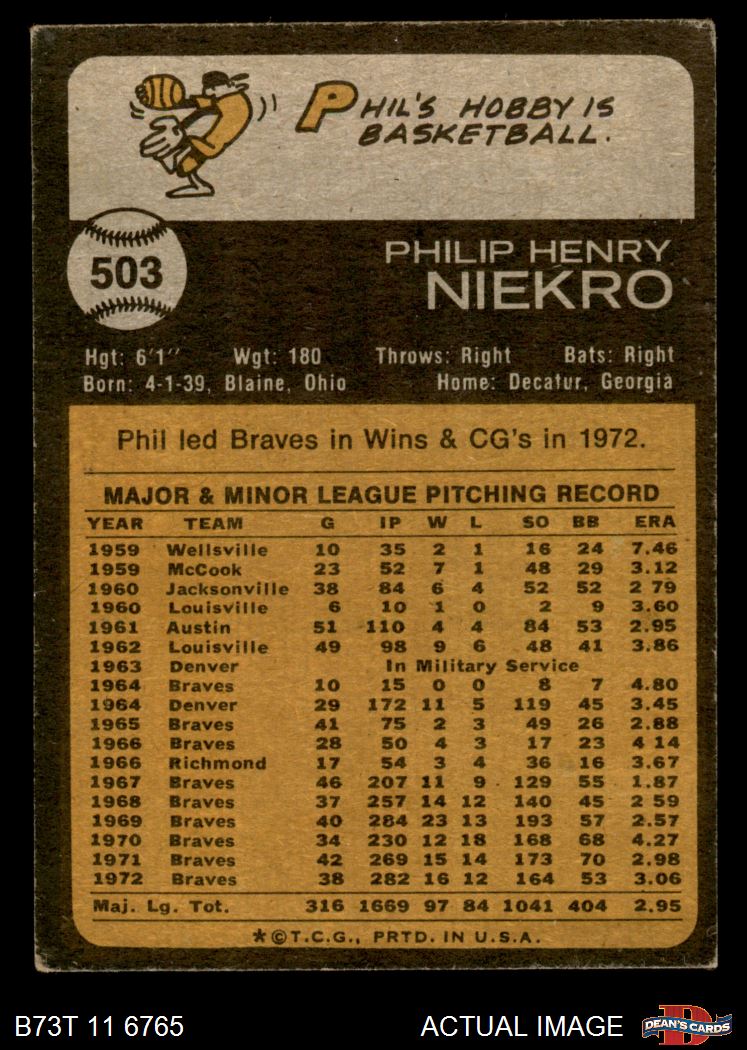 PHIL'S HOBBY IS
BASKETBALL.
503
PHILIP HENRY
NIEKRO
Hgt: 6'1" Wgt: 180 Throws: Right Bats: Right
Born: 4-1-39, Blaine, Ohio Home: Decatur, Georgia
Phil led Braves in Wins & CG's in 1972.
MAJOR & MINOR LEAGUE PITCHING RECORD
YEAR TEAM G IP W L SO BB ERA
1959 Wellsville 10 35 2 1 16 24 7.46
1959 McCook 23 52 7 1 48 29 3.12
1960 Jacksonville 38 84 6 4 52 52 2 79
1960 Louisville 6 10 1 0 2 9 3.60
1961 Austin 51 110 4 4 84 53 2.95
1962 Louisville 49 98 9 6 48 41 3.86
1963 Denver In Military Service
1964 Braves 10 15 0 0 8 7 4.80
1964 Denver 29 172 11 5 119 45 3.45
1965 Braves 41 75 2 3 49 26 2.88
1966 Braves 28 50 4 3 17 23 4 14
1966 Richmond 17 54 3 4 36 16 3.67
1967 Braves 46 207 11 9 129 55 1.87
1968 Braves 37 257 14 12 140 45 2 59
1969 Braves 40 284 23 13 193 57 2.57
1970 Braves 34 230 12 18 168 68 4.27
1971 Braves 42 269 15 14 173 70 2.98
1972 Braves 38 282 16 12 164 53 3.06
Maj. Lg. Tot. 316 1669 97 84 1041 404 2.95
*©T.C.G., PRTD. IN U.S.A.
B73T 11 6765 ACTUAL IMAGE DEAN'S CARDS